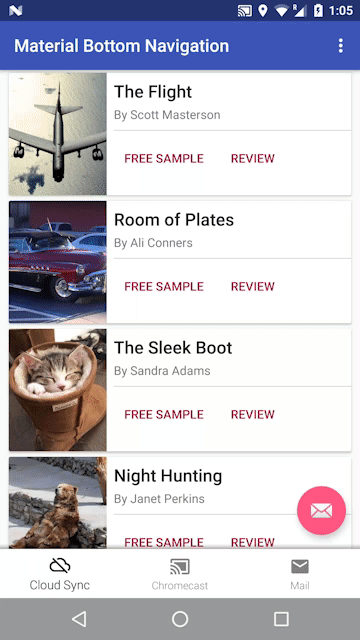 N
R
1:05
Material Bottom Navigation
The Flight
By Scott Masterson
FREE SAMPLE REVIEW
Room of Plates
By Ali Conners
FREE SAMPLE REVIEW
The Sleek Boot
By Sandra Adams
FREE SAMPLE REVIEW
Night Hunting
By Janet Perkins
FREE SAMPLE REVIEW
Cloud Sync Chromecast Mail